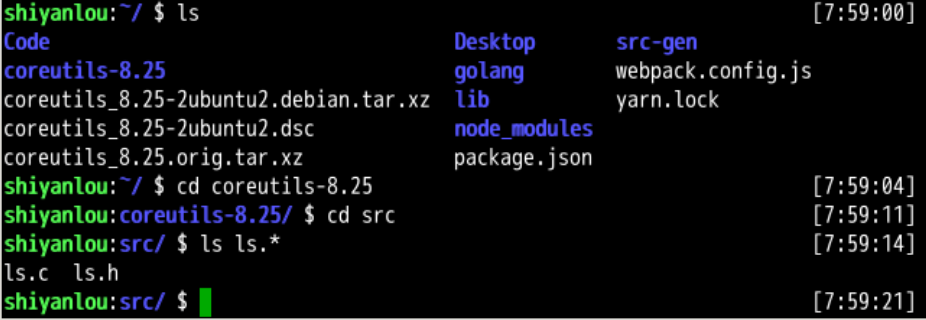 shiyanlou:~/ $ ls [7:59:00]
Code Desktop src-gen
coreutils-8.25 golang webpack.config.js
coreutils_8.25-2ubuntu2.debian.tar.xz lib yarn.lock
coreutils_8.25-2ubuntu2.dsc node_modules
coreutils_8.25.orig.tar.xz package.json
shiyanlou:~/ $ cd coreutils-8.25 [7:59:04]
shiyanlou:coreutils-8.25/ $ cd src [7:59:11]
shiyanlou:src/ $ ls ls.* [7:59:14]
ls.c ls.h
shiyanlou:src/ $ [7:59:21]